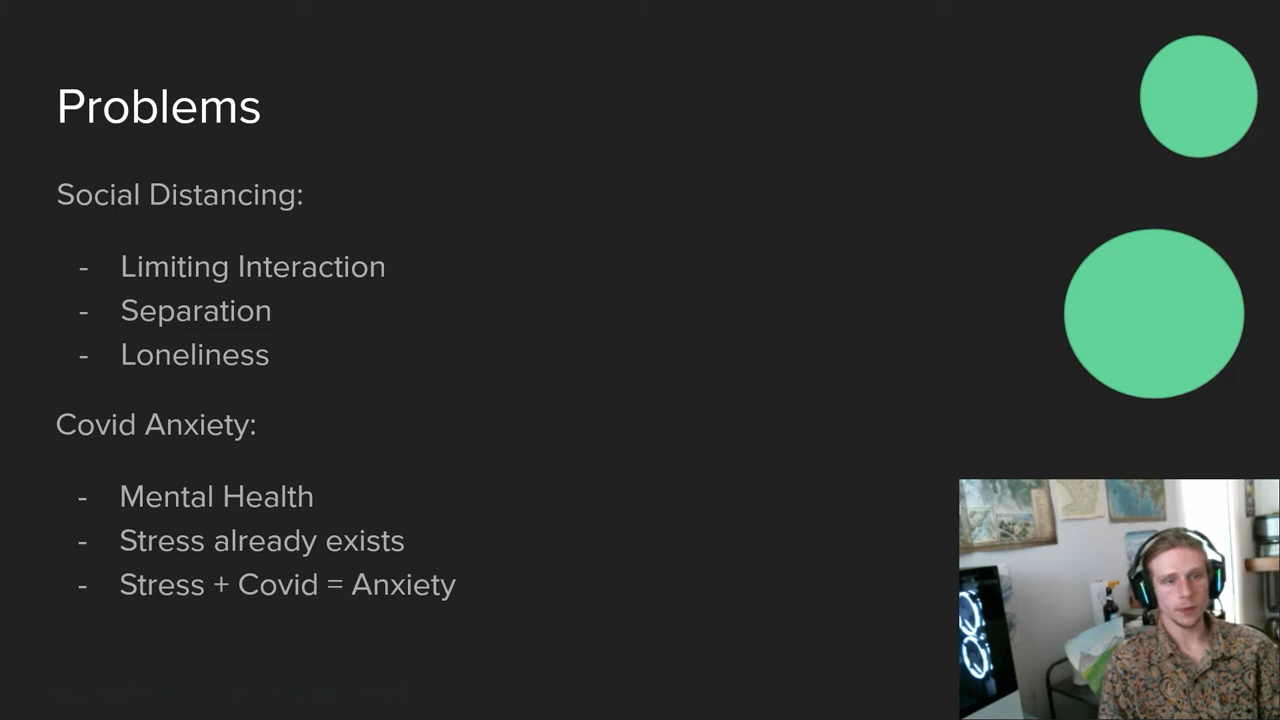 Problems
Social Distancing:
- Limiting Interaction
- Separation
- Loneliness
Covid Anxiety:
- Mental Health
- Stress already exists
- Stress + Covid = Anxiety